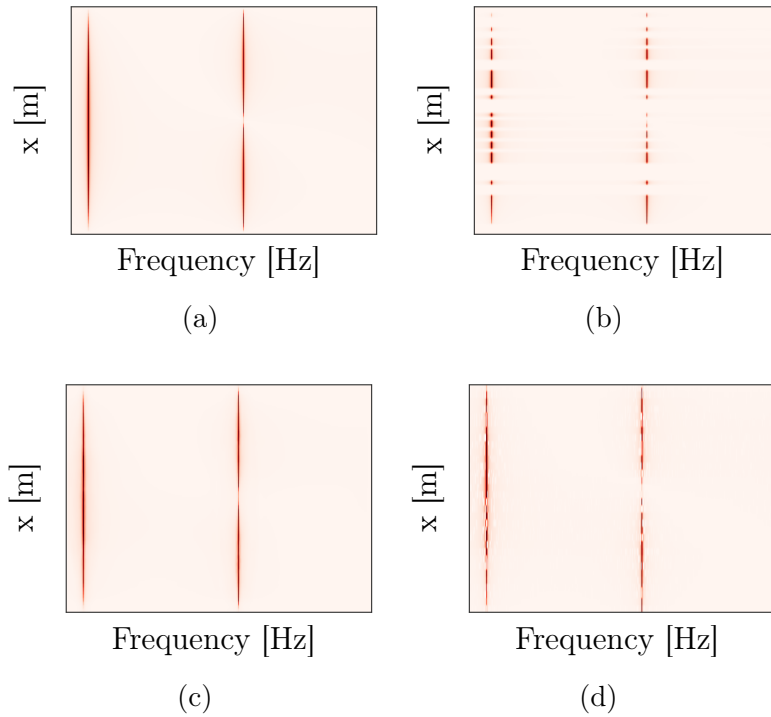 x [m]
Frequency [Hz]
(a)
x [m]
Frequency [Hz]
(b)
x [m]
Frequency [Hz]
(c)
x [m]
Frequency [Hz]
(d)